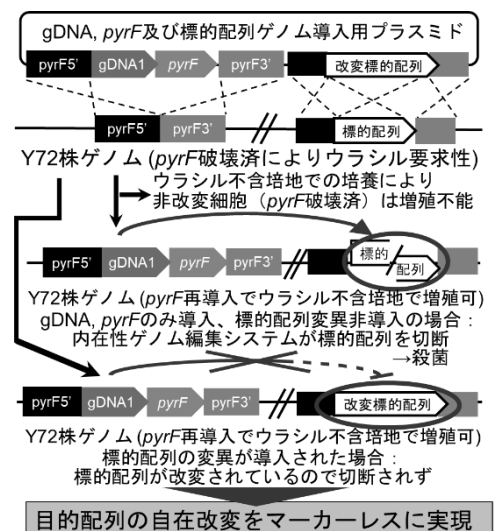 gDNA, pyrF及び標的配列ゲノム導入用プラスミド
pyrF5' gDNA1 pyrF pyrF3' 改変標的配列
pyrF5' pyrF3' 標的配列
Y72株ゲノム (pyrF破壊済によりウラシル要求性)
ウラシル不含培地での培養により
非改変細胞（pyrF破壊済）は増殖不能
標的
pyrF5' gDNA1 pyrF pyrF3' 配列
Y72株ゲノム (pyrF再導入でウラシル不含培地で増殖可)
gDNA, pyrFのみ導入、標的配列変異非導入の場合：
内在性ゲノム編集システムが標的配列を切断
→殺菌
pyrF5' gDNA1 pyrF pyrF3' 改変標的配列
Y72株ゲノム (pyrF再導入でウラシル不含培地で増殖可)
標的配列の変異が導入された場合：
標的配列が改変されているので切断されず
目的配列の自在改変をマーカーレスに実現